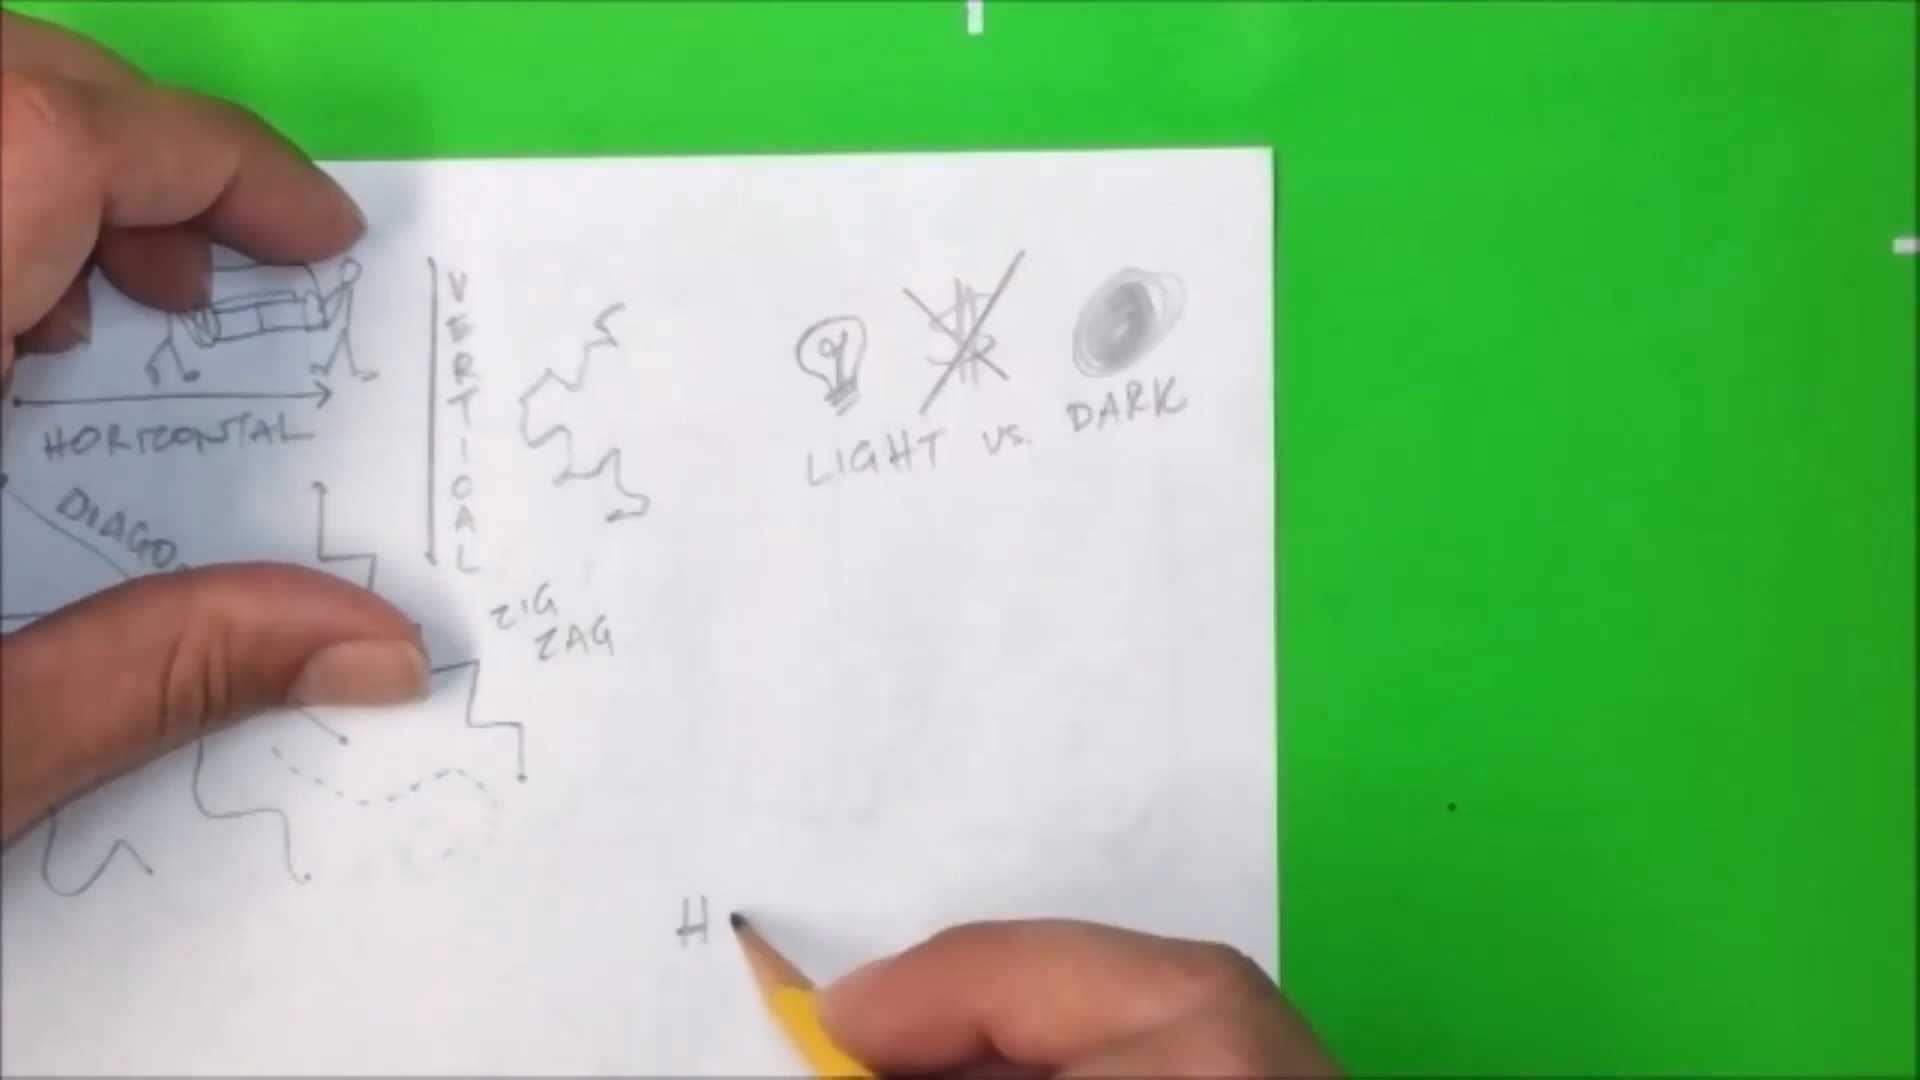 HORIZONTAL
VERTICAL
LIGHT vs. DARK
DIAGO
ZIG
ZAG
H